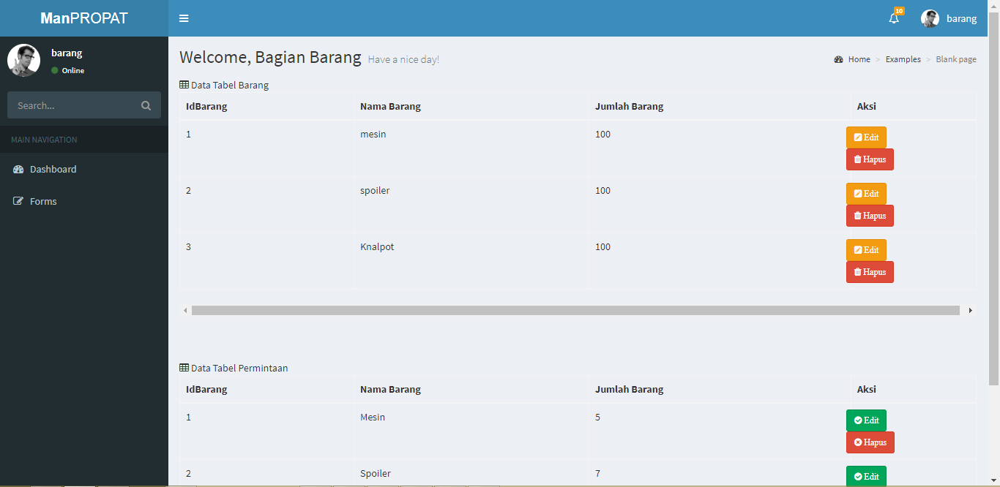 ManPROPAT
10
barang
barang
Online
Search...
MAIN NAVIGATION
Dashboard
Forms
Welcome, Bagian Barang Have a nice day!
Home > Examples > Blank page
Data Tabel Barang
IdBarang Nama Barang Jumlah Barang Aksi
1 mesin 100 Edit
Hapus
2 spoiler 100 Edit
Hapus
3 Knalpot 100 Edit
Hapus
Data Tabel Permintaan
IdBarang Nama Barang Jumlah Barang Aksi
1 Mesin 5 Edit
Hapus
2 Spoiler 7 Edit